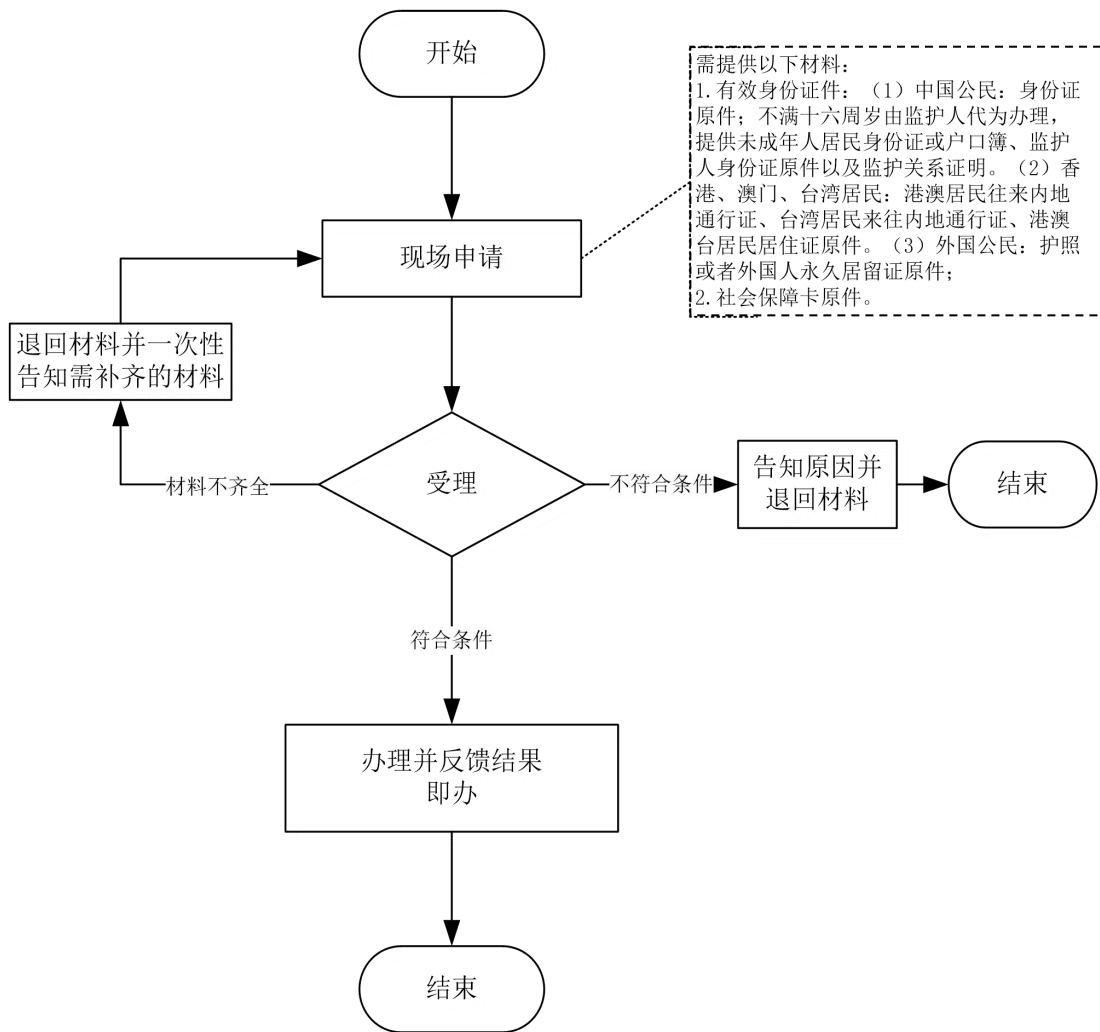 开始
需提供以下材料：
1.有效身份证件：（1）中国公民：身份证
原件；不满十六周岁由监护人代为办理，
提供未成年人居民身份证或户口簿、监护
人身份证原件以及监护关系证明。（2）香
港、澳门、台湾居民：港澳居民往来内地
通行证、台湾居民来往内地通行证、港澳
台居民居住证原件。（3）外国公民：护照
或者外国人永久居留证原件；
2.社会保障卡原件。
现场申请
退回材料并一次性
告知需补齐的材料
材料不齐全
受理
不符合条件
告知原因并
退回材料
结束
符合条件
办理并反馈结果
即办
结束